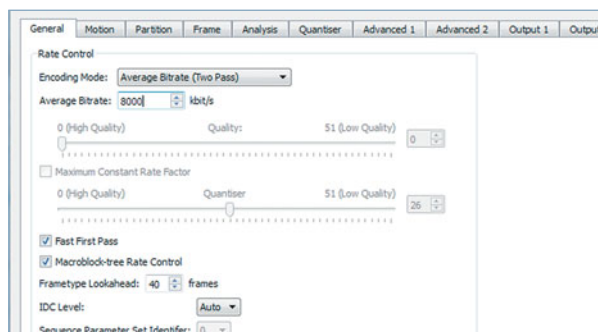 General Motion Partition Frame Analysis Quantiser Advanced 1 Advanced 2 Output 1 Outpu
Rate Control
Encoding Mode: Average Bitrate (Two Pass)
Average Bitrate: 8000 kbit/s
0 (High Quality) Quality: 51 (Low Quality)
0
Maximum Constant Rate Factor
0 (High Quality) Quantiser 51 (Low Quality)
26
Fast First Pass
Macroblock-tree Rate Control
Frametype Lookahead: 40 frames
IDC Level: Auto
Sequence Parameter Set Identifer: 0